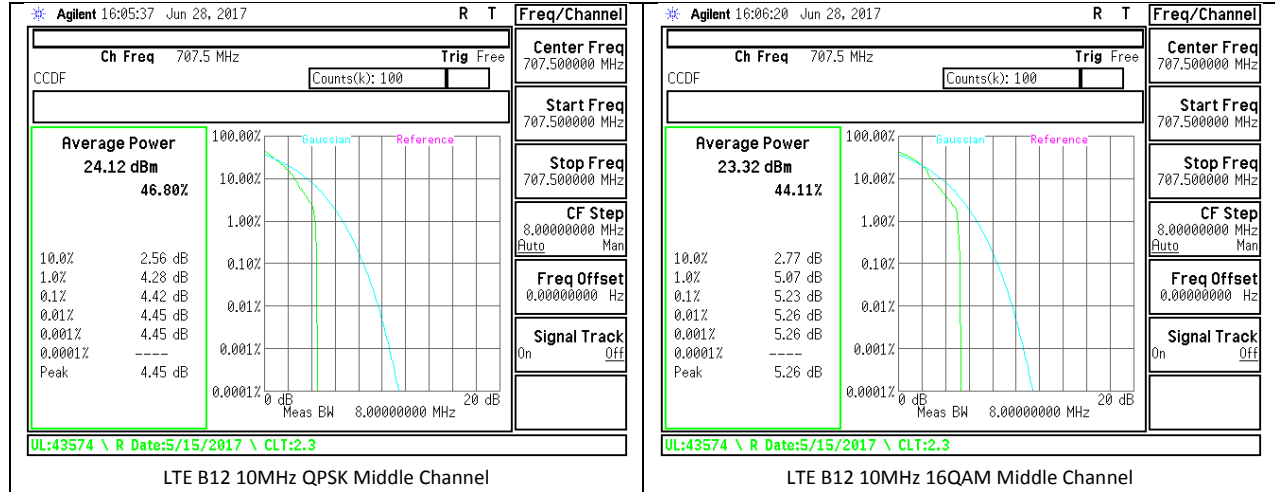 Agilent 16:05:37 Jun 28, 2017 R T
Freq/Channel
Ch Freq 707.5 MHz Trig Free
CCDF Counts(k): 100
Average Power
24.12 dBm
46.80%
10.0% 2.56 dB
1.0% 4.28 dB
0.1% 4.42 dB
0.01% 4.45 dB
0.001% 4.45 dB
0.0001% ----
Peak 4.45 dB
Gaussian Reference
100.00%
10.00%
1.00%
0.10%
0.01%
0.001%
0.0001%
0 dB 20 dB
Meas BW 8.00000000 MHz
Center Freq
707.500000 MHz
Start Freq
707.500000 MHz
Stop Freq
707.500000 MHz
CF Step
8.00000000 MHz
Auto Man
Freq Offset
0.00000000 Hz
Signal Track
On Off
UL:43574 \ R Date:5/15/2017 \ CLT:2.3
LTE B12 10MHz QPSK Middle Channel
Agilent 16:06:20 Jun 28, 2017 R T
Freq/Channel
Ch Freq 707.5 MHz Trig Free
CCDF Counts(k): 100
Average Power
23.32 dBm
44.11%
10.0% 2.77 dB
1.0% 5.07 dB
0.1% 5.23 dB
0.01% 5.26 dB
0.001% 5.26 dB
0.0001% ----
Peak 5.26 dB
Gaussian Reference
100.00%
10.00%
1.00%
0.10%
0.01%
0.001%
0.0001%
0 dB 20 dB
Meas BW 8.00000000 MHz
Center Freq
707.500000 MHz
Start Freq
707.500000 MHz
Stop Freq
707.500000 MHz
CF Step
8.00000000 MHz
Auto Man
Freq Offset
0.00000000 Hz
Signal Track
On Off
UL:43574 \ R Date:5/15/2017 \ CLT:2.3
LTE B12 10MHz 16QAM Middle Channel